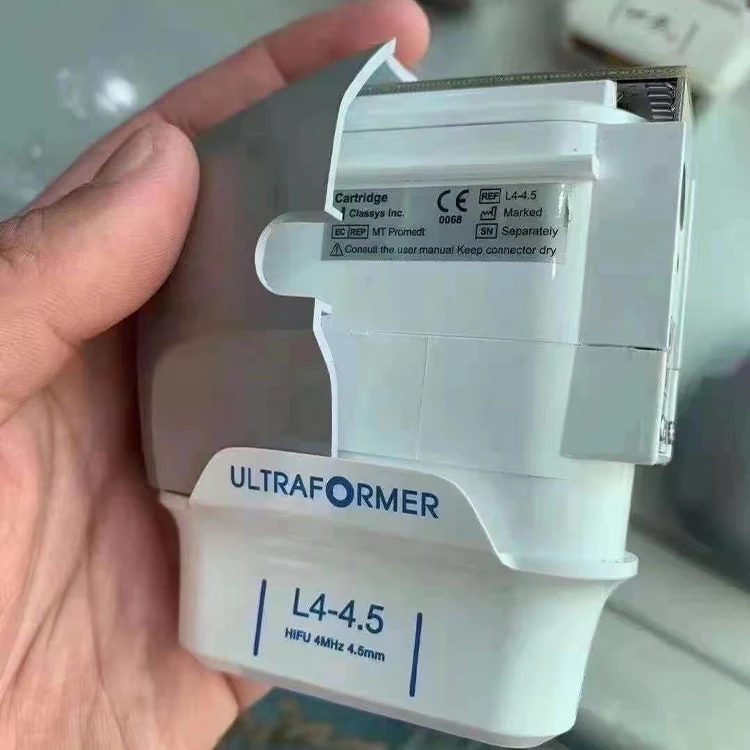 Cartridge
Classys Inc.
EC REP MT Promedt
Consult the user manual Keep connector dry
CE
0068
REF L4-4.5
Marked
SN Separately
ULTRAFORMER
L4-4.5
HIFU 4MHz 4.5mm